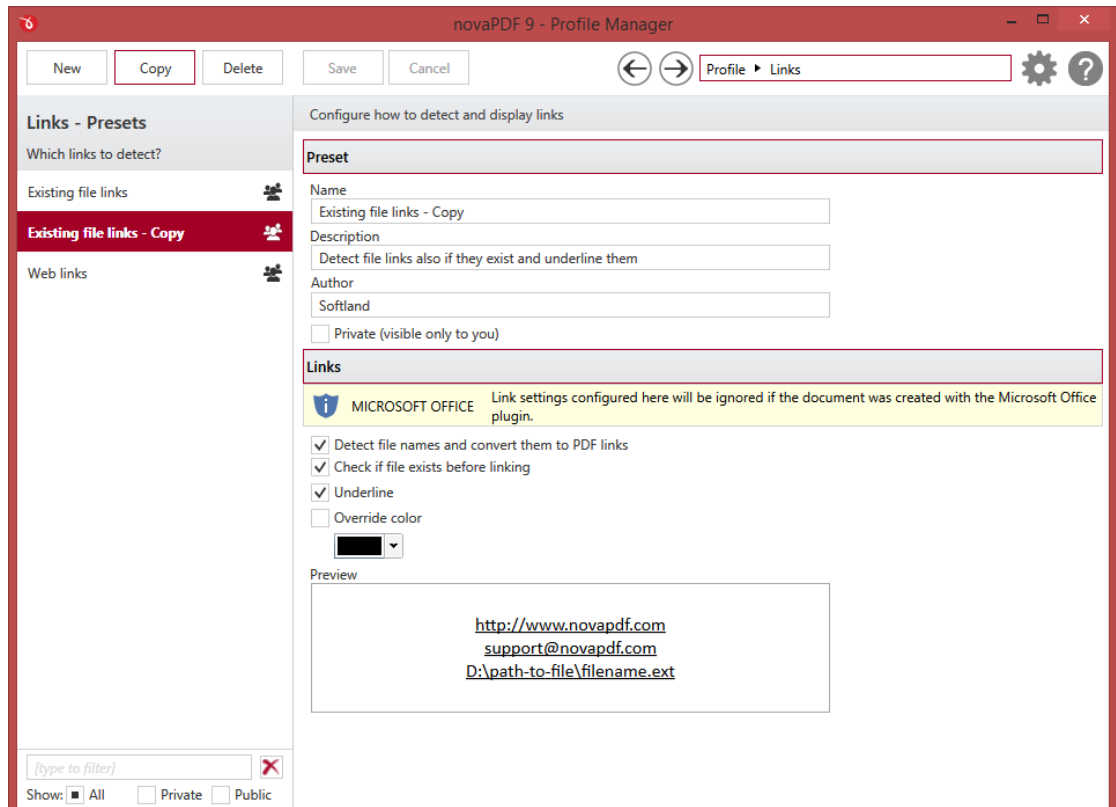 novaPDF 9 - Profile Manager
New Copy Delete Save Cancel Profile Links
Links - Presets
Which links to detect?
Existing file links
Existing file links - Copy
Web links
[type to filter]
Show: All Private Public
Configure how to detect and display links
Preset
Name
Existing file links - Copy
Description
Detect file links also if they exist and underline them
Author
Softland
Private (visible only to you)
Links
MICROSOFT OFFICE Link settings configured here will be ignored if the document was created with the Microsoft Office
plugin.
Detect file names and convert them to PDF links
Check if file exists before linking
Underline
Override color
Preview
http://www.novapdf.com
support@novapdf.com
D:\path-to-file\filename.ext